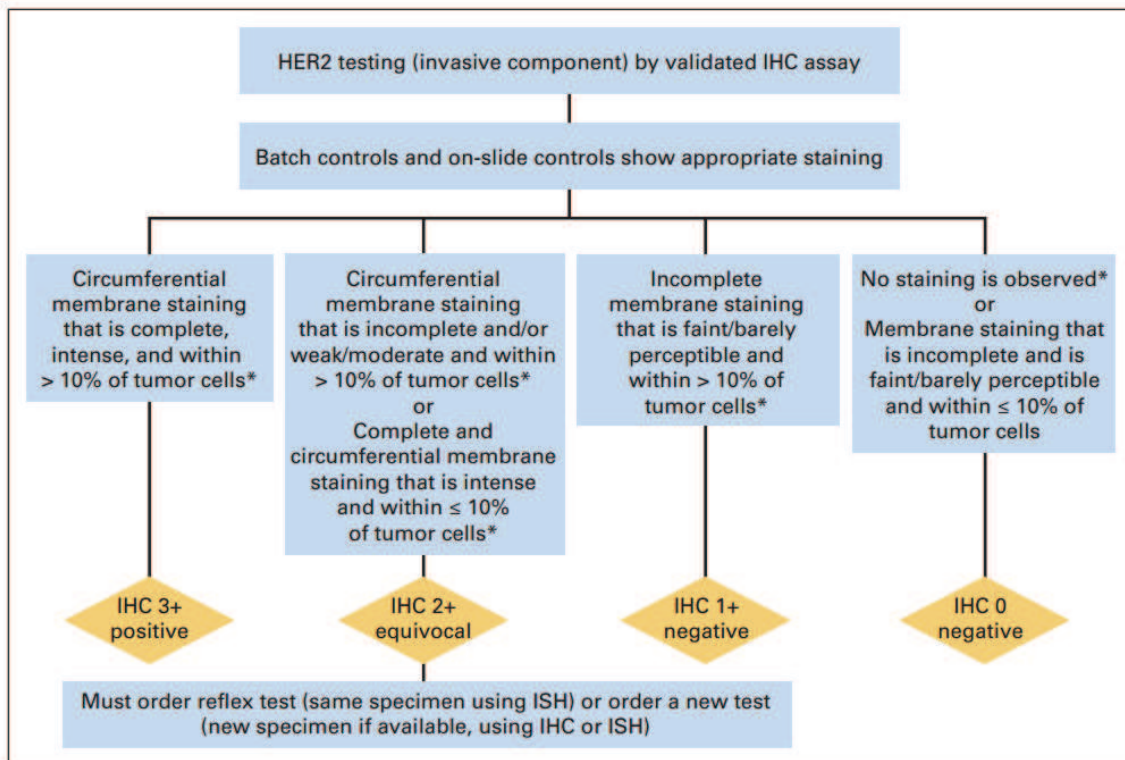 HER2 testing (invasive component) by validated IHC assay
Batch controls and on-slide controls show appropriate staining
Circumferential
membrane staining
that is complete,
intense, and within
> 10% of tumor cells*
Circumferential
membrane staining
that is incomplete and/or
weak/moderate and within
> 10% of tumor cells*
or
Complete and
circumferential membrane
staining that is intense
and within ≤ 10%
of tumor cells*
Incomplete
membrane staining
that is faint/barely
perceptible and
within > 10% of
tumor cells*
No staining is observed*
or
Membrane staining that
is incomplete and is
faint/barely perceptible
and within ≤ 10% of
tumor cells
IHC 3+
positive
IHC 2+
equivocal
IHC 1+
negative
IHC 0
negative
Must order reflex test (same specimen using ISH) or order a new test
(new specimen if available, using IHC or ISH)